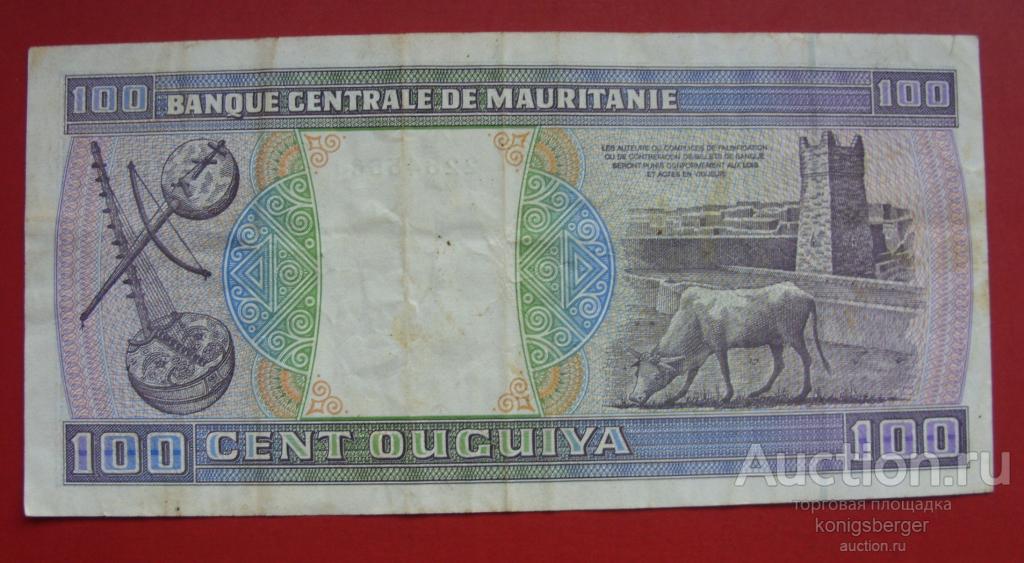 100 BANQUE CENTRALE DE MAURITANIE 100
LES AUTEURS OU COMPLICES DE FALSIFICATION
OU DE CONTREFAÇON DE BILLETS DE BANQUE
SERONT PUNIS CONFORMEMENT AUX LOIS
ET ACTES EN VIGUEUR
100 CENT OUGUIYA 100
Auction.ru
торговая площадка
konigsberger
auction.ru